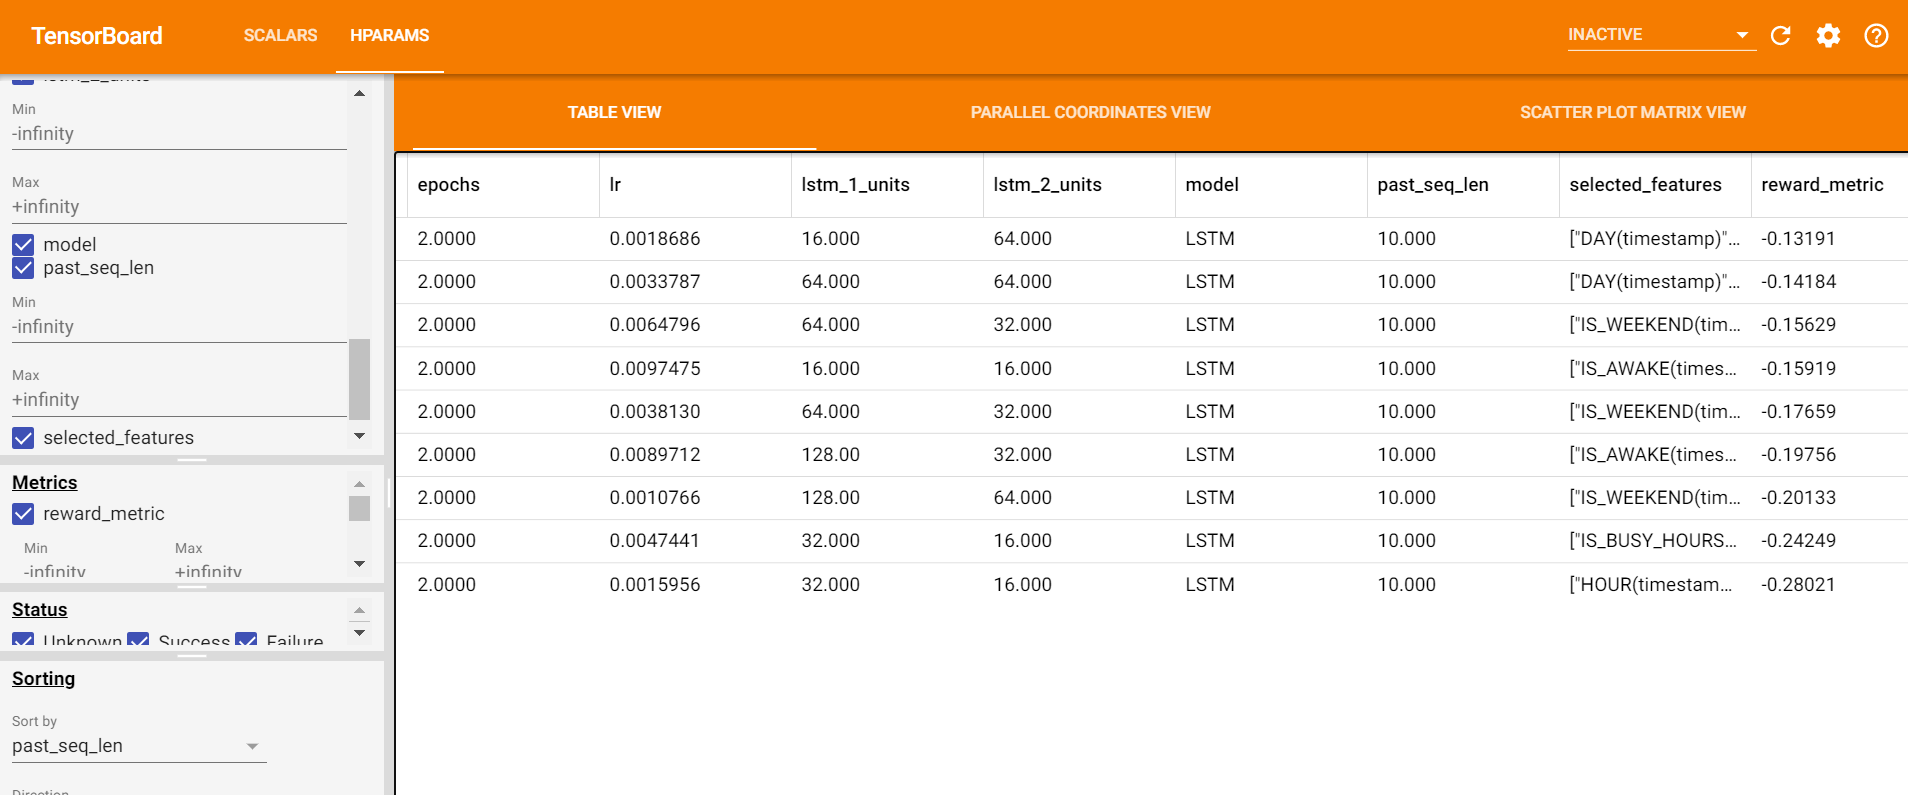 TensorBoard SCALARS HPARAMS INACTIVE
lstm_2_units
Min
-infinity
Max
+infinity
model
past_seq_len
Min
-infinity
Max
+infinity
selected_features
Metrics
reward_metric
Min Max
-infinity +infinity
Status
Unknown Success Failure
Sorting
Sort by
past_seq_len
Direction
TABLE VIEW PARALLEL COORDINATES VIEW SCATTER PLOT MATRIX VIEW
epochs lr lstm_1_units lstm_2_units model past_seq_len selected_features reward_metric
2.0000 0.0018686 16.000 64.000 LSTM 10.000 ["DAY(timestamp)"... -0.13191
2.0000 0.0033787 64.000 64.000 LSTM 10.000 ["DAY(timestamp)"... -0.14184
2.0000 0.0064796 64.000 32.000 LSTM 10.000 ["IS_WEEKEND(tim... -0.15629
2.0000 0.0097475 16.000 16.000 LSTM 10.000 ["IS_AWAKE(times... -0.15919
2.0000 0.0038130 64.000 32.000 LSTM 10.000 ["IS_WEEKEND(tim... -0.17659
2.0000 0.0089712 128.00 32.000 LSTM 10.000 ["IS_AWAKE(times... -0.19756
2.0000 0.0010766 128.00 64.000 LSTM 10.000 ["IS_WEEKEND(tim... -0.20133
2.0000 0.0047441 32.000 16.000 LSTM 10.000 ["IS_BUSY_HOURS... -0.24249
2.0000 0.0015956 32.000 16.000 LSTM 10.000 ["HOUR(timestam... -0.28021